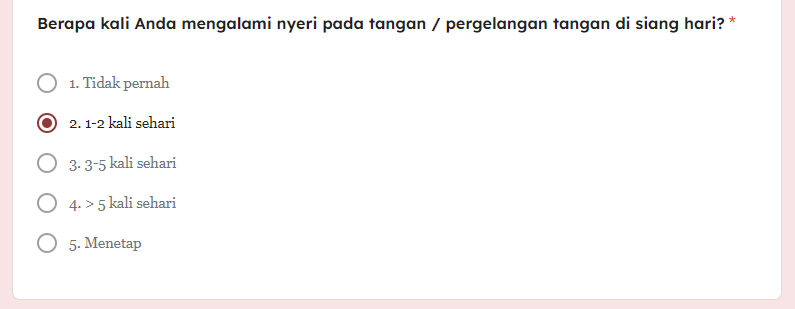 Berapa kali Anda mengalami nyeri pada tangan / pergelangan tangan di siang hari? *
1. Tidak pernah
2. 1-2 kali sehari
3. 3-5 kali sehari
4. > 5 kali sehari
5. Menetap